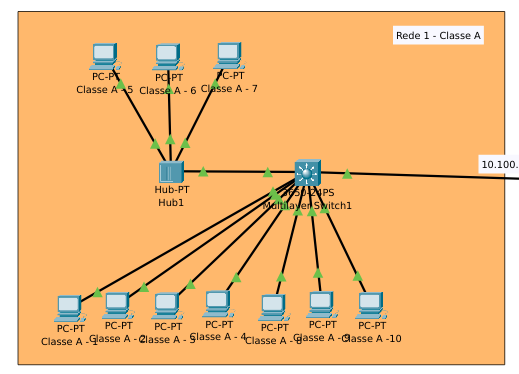 Rede 1 - Classe A
PC-PT
Classe A - 5
PC-PT
Classe A - 6
PC-PT
Classe A - 7
10.100.
Hub-PT
Hub1
3650-24PS
Multilayer Switch1
PC-PT
Classe A - 1
PC-PT
Classe A - 2
PC-PT
Classe A - 3
PC-PT
Classe A - 4
PC-PT
Classe A - 8
PC-PT
Classe A - 9
PC-PT
Classe A -10